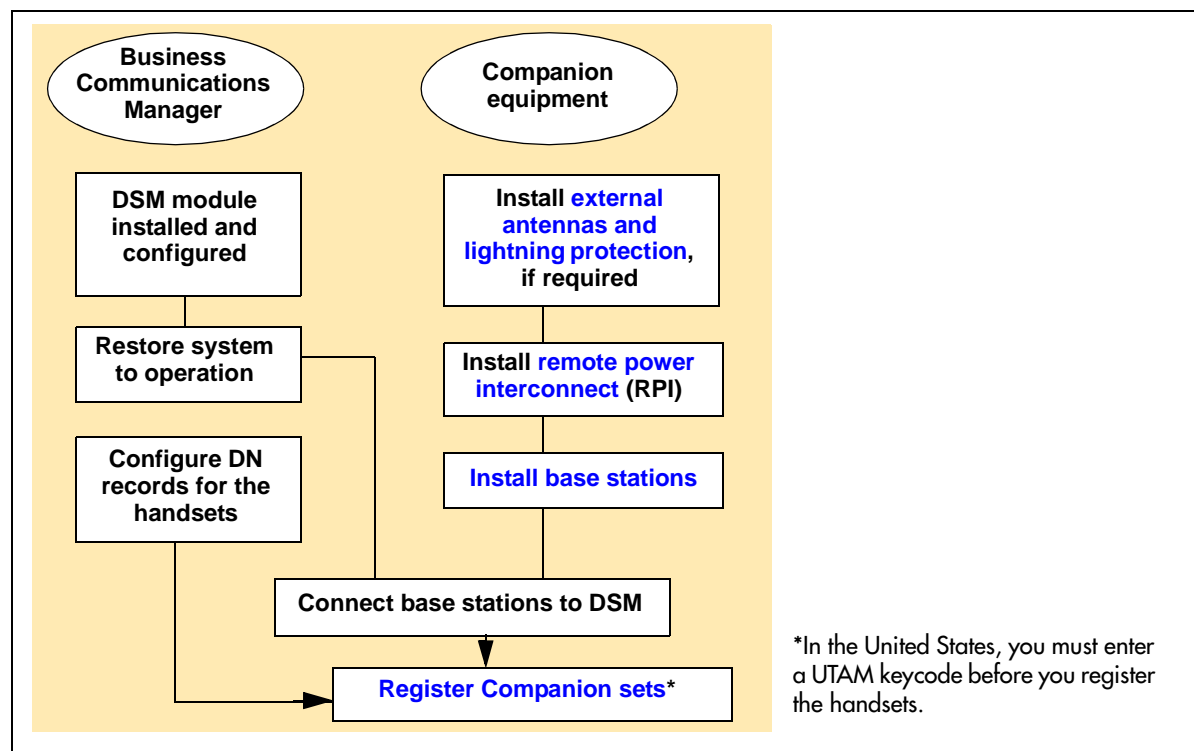 Business
Communications
Manager
Companion
equipment
DSM module
installed and
configured
Restore system
to operation
Configure DN
records for the
handsets
Install external
antennas and
lightning protection,
if required
Install remote power
interconnect (RPI)
Install base stations
Connect base stations to DSM
Register Companion sets*
*In the United States, you must enter
a UTAM keycode before you register
the handsets.